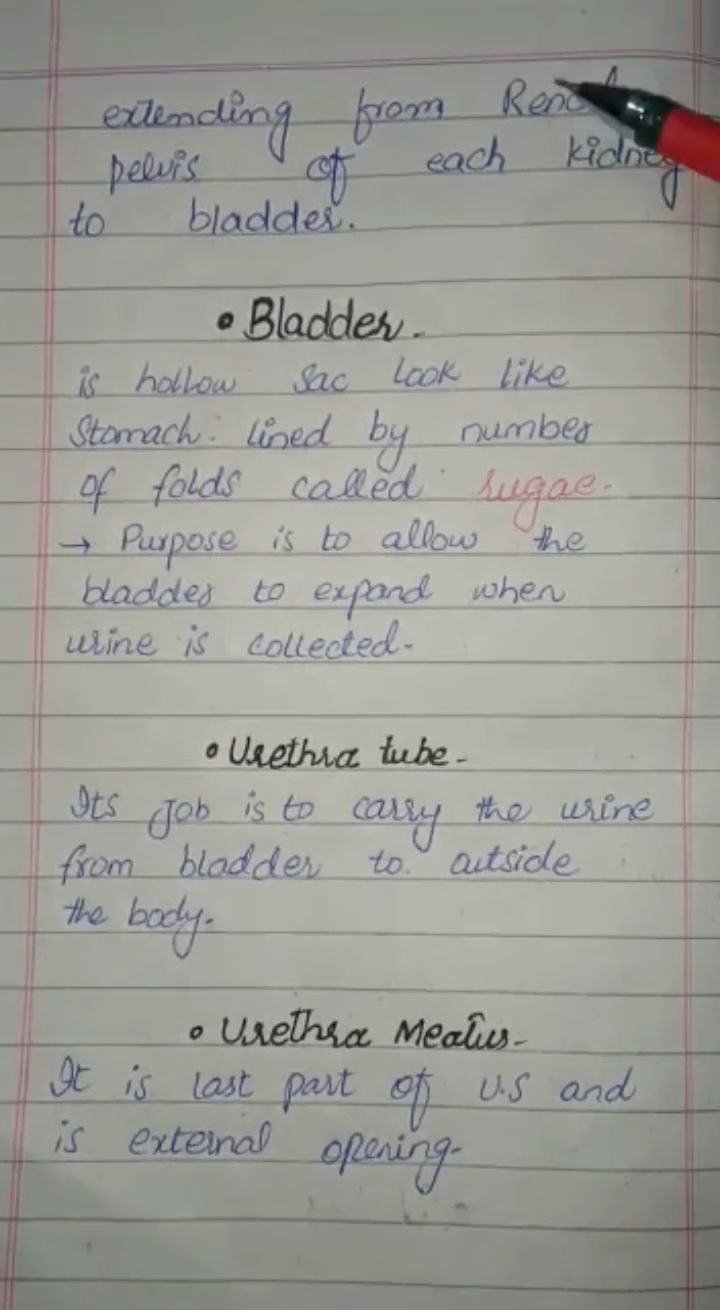 extending from Renal
pelvis of each kidney
to bladder.
• Bladder.
is hollow sac look like
Stomach. lined by number
of folds called rugae.
→ Purpose is to allow the
bladder to expand when
urine is collected.
• Urethra tube.
Its Job is to carry the urine
from bladder to outside
the body.
• Urethra Meatus.
It is last part of U.S and
is external opening.